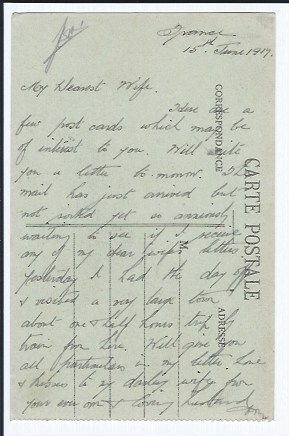 France
15th June 1917.
My Dearest Wife.
Here are a
few post cards which may be
of interest to you. Will write
you a letter to morrow. The
mail has just arrived but
not sorted yet so anxiously
waiting to see if I receive
any of my dear wife's letters
yesterday I had the day off
& visited a very large town
about one & half hours trip by
train from here. Will give you
all particulars in my letter love
& kisses to my darling wife from
your ever own & loving husband
CARTE POSTALE
CORRESPONDANCE
ADRESSE
M